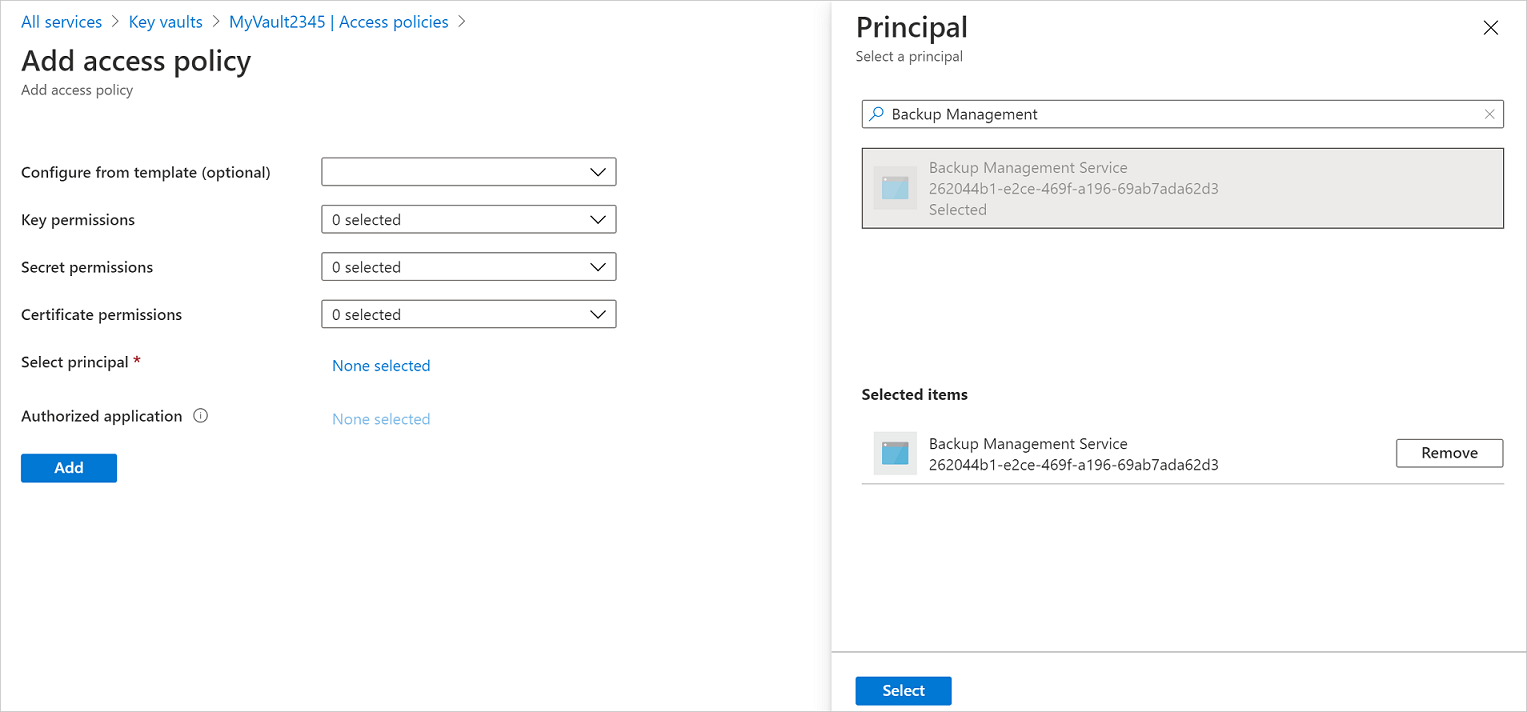 All services > Key vaults > MyVault2345 | Access policies >
Add access policy
Add access policy
Configure from template (optional)
Key permissions
0 selected
Secret permissions
0 selected
Certificate permissions
0 selected
Select principal *
None selected
Authorized application
None selected
Add
Principal
Select a principal
Backup Management
Backup Management Service
262044b1-e2ce-469f-a196-69ab7ada62d3
Selected
Selected items
Backup Management Service
262044b1-e2ce-469f-a196-69ab7ada62d3
Remove
Select